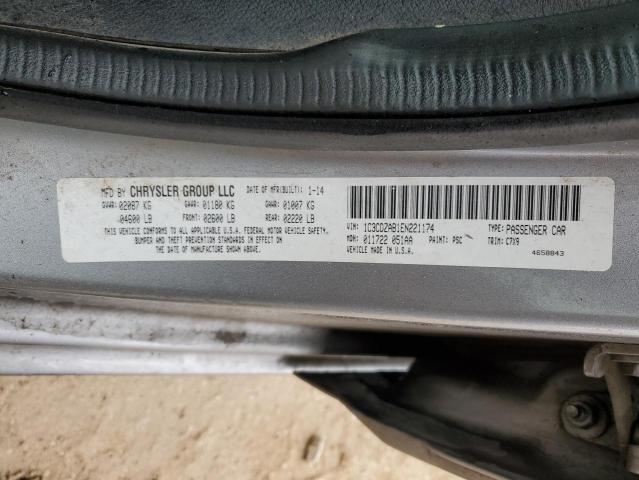 MFD BY CHRYSLER GROUP LLC DATE OF MFR(BUILT): 1-14
GVWR: 02087 KG GAWR: 01180 KG GAWR: 01007 KG
04600 LB FRONT: 02600 LB REAR: 02220 LB
THIS VEHICLE CONFORMS TO ALL APPLICABLE U.S.A. FEDERAL MOTOR VEHICLE SAFETY,
BUMPER AND THEFT PREVENTION STANDARDS IN EFFECT ON
THE DATE OF MANUFACTURE SHOWN ABOVE.
VIN: 1C3CDZAB1EN221174 TYPE: PASSENGER CAR
MDH: 011722 051AA PAINT: PSC TRIM: C7X9
VEHICLE MADE IN U.S.A. 4658843